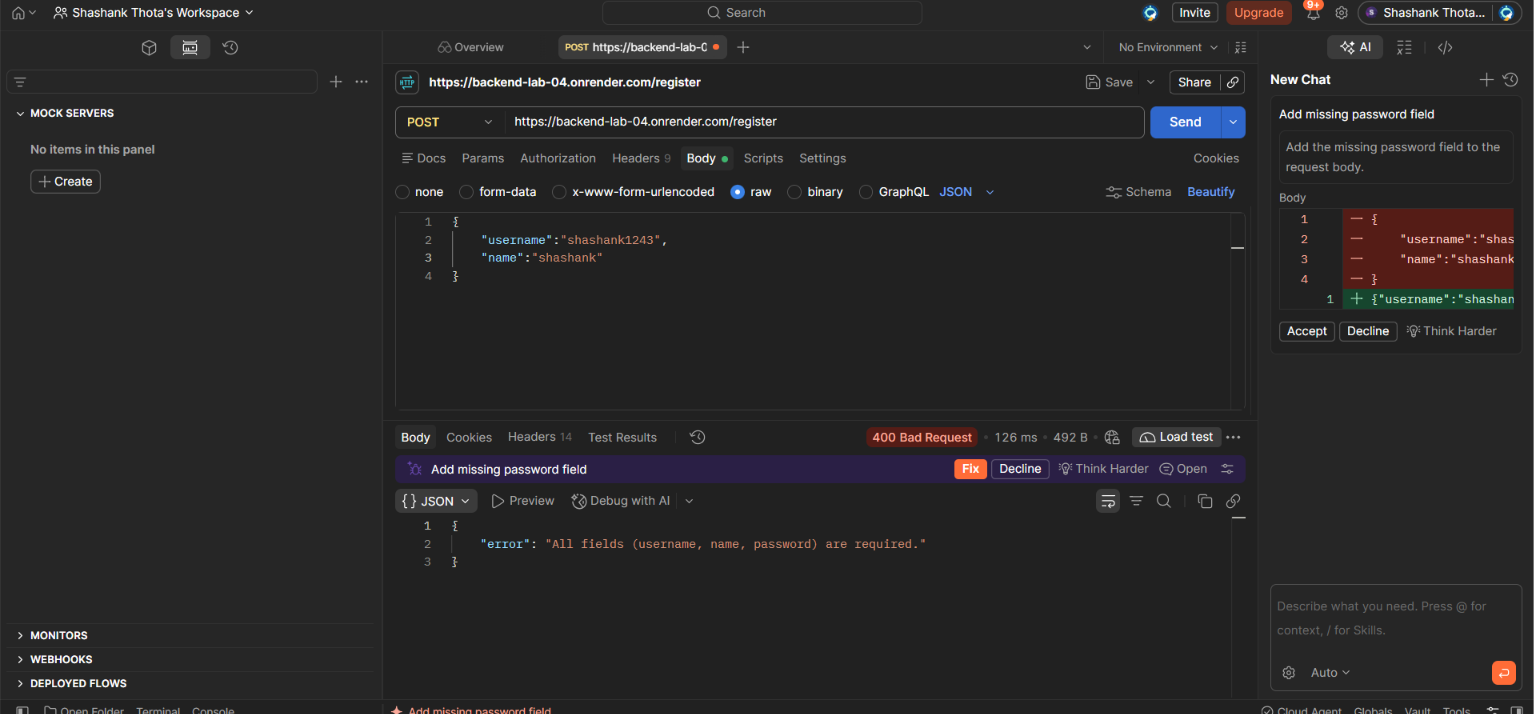 Shashank Thota's Workspace
Search
Invite
Upgrade
9+
S
Shashank Thota...
Overview
POST https://backend-lab-0
No Environment
AI
HTTP
https://backend-lab-04.onrender.com/register
Save
Share
New Chat
MOCK SERVERS
No items in this panel
Create
POST
https://backend-lab-04.onrender.com/register
Send
Docs
Params
Authorization
Headers 9
Body
Scripts
Settings
Cookies
none
form-data
x-www-form-urlencoded
raw
binary
GraphQL
JSON
Schema
Beautify
1 {
2 "username":"shashank1243",
3 "name":"shashank"
4 }
Add missing password field
Add the missing password field to the
request body.
Body
1 — {
2 — "username":"shas
3 — "name":"shashank
4 — }
1 + {"username":"shashan
Accept
Decline
Think Harder
Body
Cookies
Headers 14
Test Results
400 Bad Request
126 ms
492 B
Load test
Add missing password field
Fix
Decline
Think Harder
Open
{} JSON
Preview
Debug with AI
1 {
2 "error": "All fields (username, name, password) are required."
3 }
MONITORS
WEBHOOKS
DEPLOYED FLOWS
Describe what you need. Press @ for
context, / for Skills.
Auto
Open Folder
Terminal
Console
Add missing password field
Cloud Agent
Globals
Vault
Tools